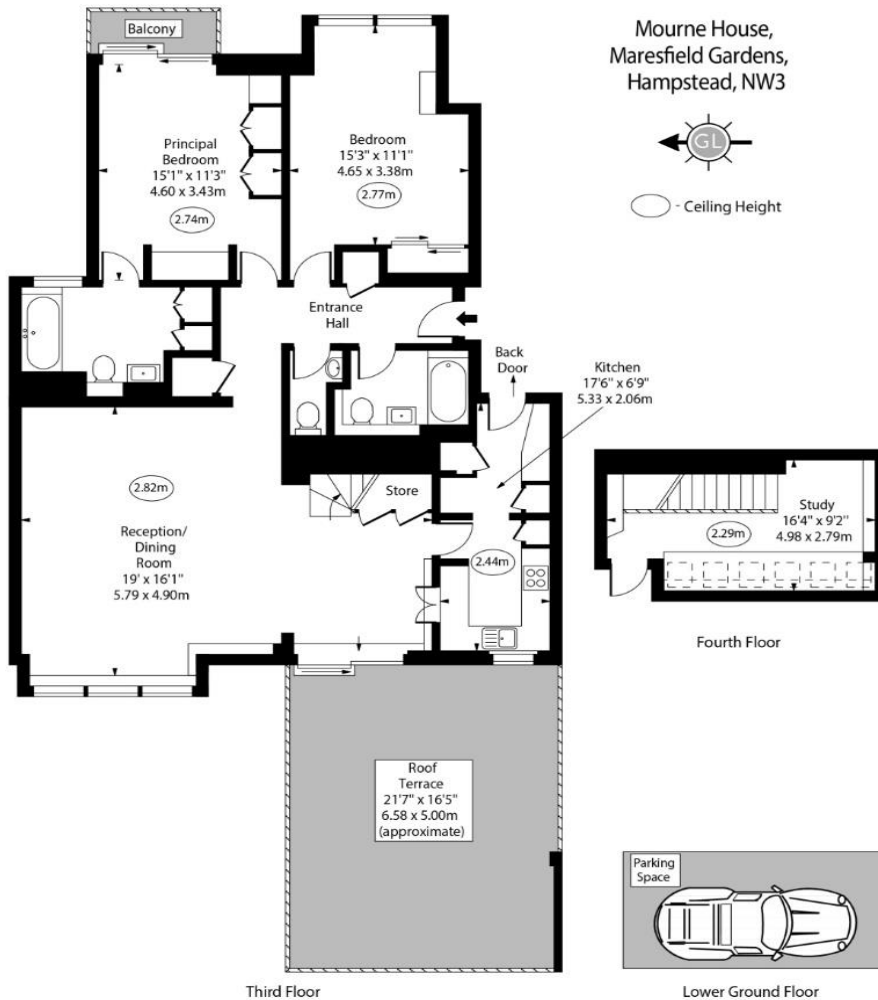 Mourne House,
Maresfield Gardens,
Hampstead, NW3
GL
- Ceiling Height
Balcony
Principal
Bedroom
15'1" x 11'3"
4.60 x 3.43m
2.74m
Bedroom
15'3" x 11'1"
4.65 x 3.38m
2.77m
Entrance
Hall
Back
Door
Kitchen
17'6" x 6'9"
5.33 x 2.06m
2.82m
Reception/
Dining
Room
19' x 16'1"
5.79 x 4.90m
Store
2.44m
Study
16'4" x 9'2"
4.98 x 2.79m
2.29m
Fourth Floor
Roof
Terrace
21'7" x 16'5"
6.58 x 5.00m
(approximate)
Third Floor
Parking
Space
Lower Ground Floor